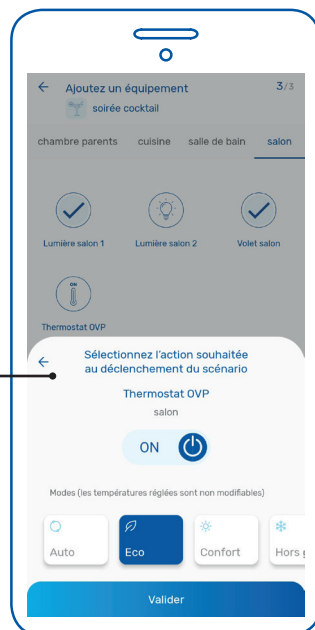 Ajoutez un équipement 3/3
soirée cocktail
chambre parents cuisine salle de bain salon
Lumière salon 1 Lumière salon 2 Volet salon
ON
Thermostat OVP
Sélectionnez l'action souhaitée
au déclenchement du scénario
Thermostat OVP
salon
ON
Modes (les températures réglées sont non modifiables)
Auto Eco Confort Hors
Valider